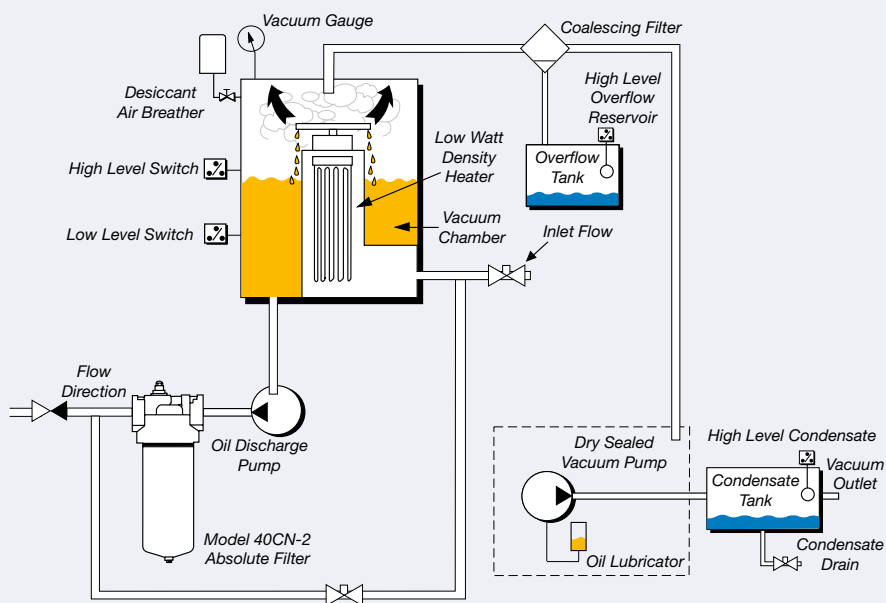 Vacuum Gauge
Coalescing Filter
Desiccant
Air Breather
High Level
Overflow
Reservoir
Low Watt
Density
Heater
Overflow
Tank
High Level Switch
Vacuum
Chamber
Low Level Switch
Inlet Flow
Flow
Direction
Oil Discharge
Pump
Dry Sealed
Vacuum Pump
High Level Condensate
Vacuum
Outlet
Condensate
Tank
Model 40CN-2
Absolute Filter
Oil Lubricator
Condensate
Drain